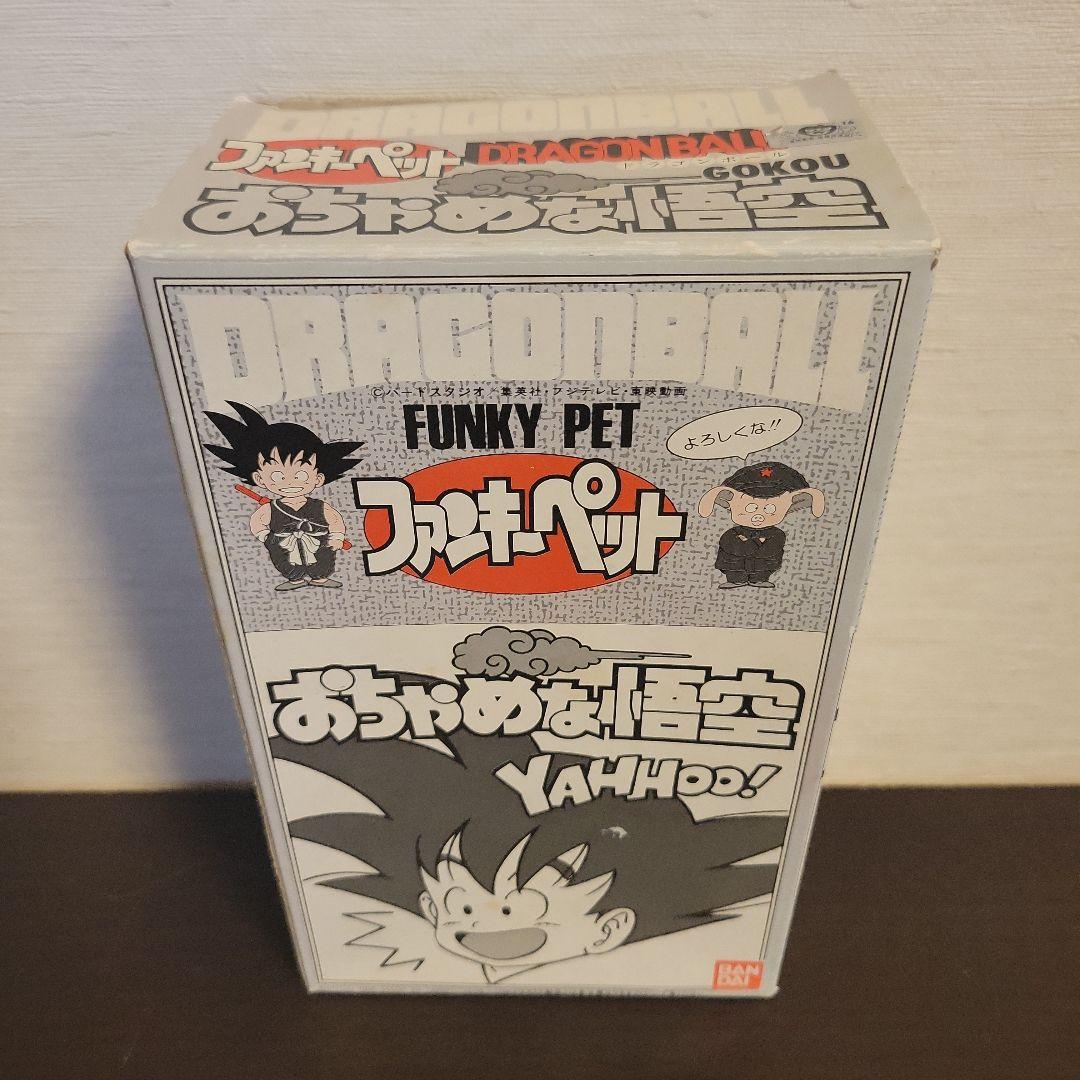 DRAGONBALL
ファンキーペット DRAGONBALL
ドラゴンボール
GOKOU
おちゃめな悟空
DRAGONBALL
©バードスタジオ・集英社・フジテレビ・東映動画
FUNKY PET
よろしくな!!
ファンキーペット
おちゃめな悟空
YAHHOO!
BAN
DAI